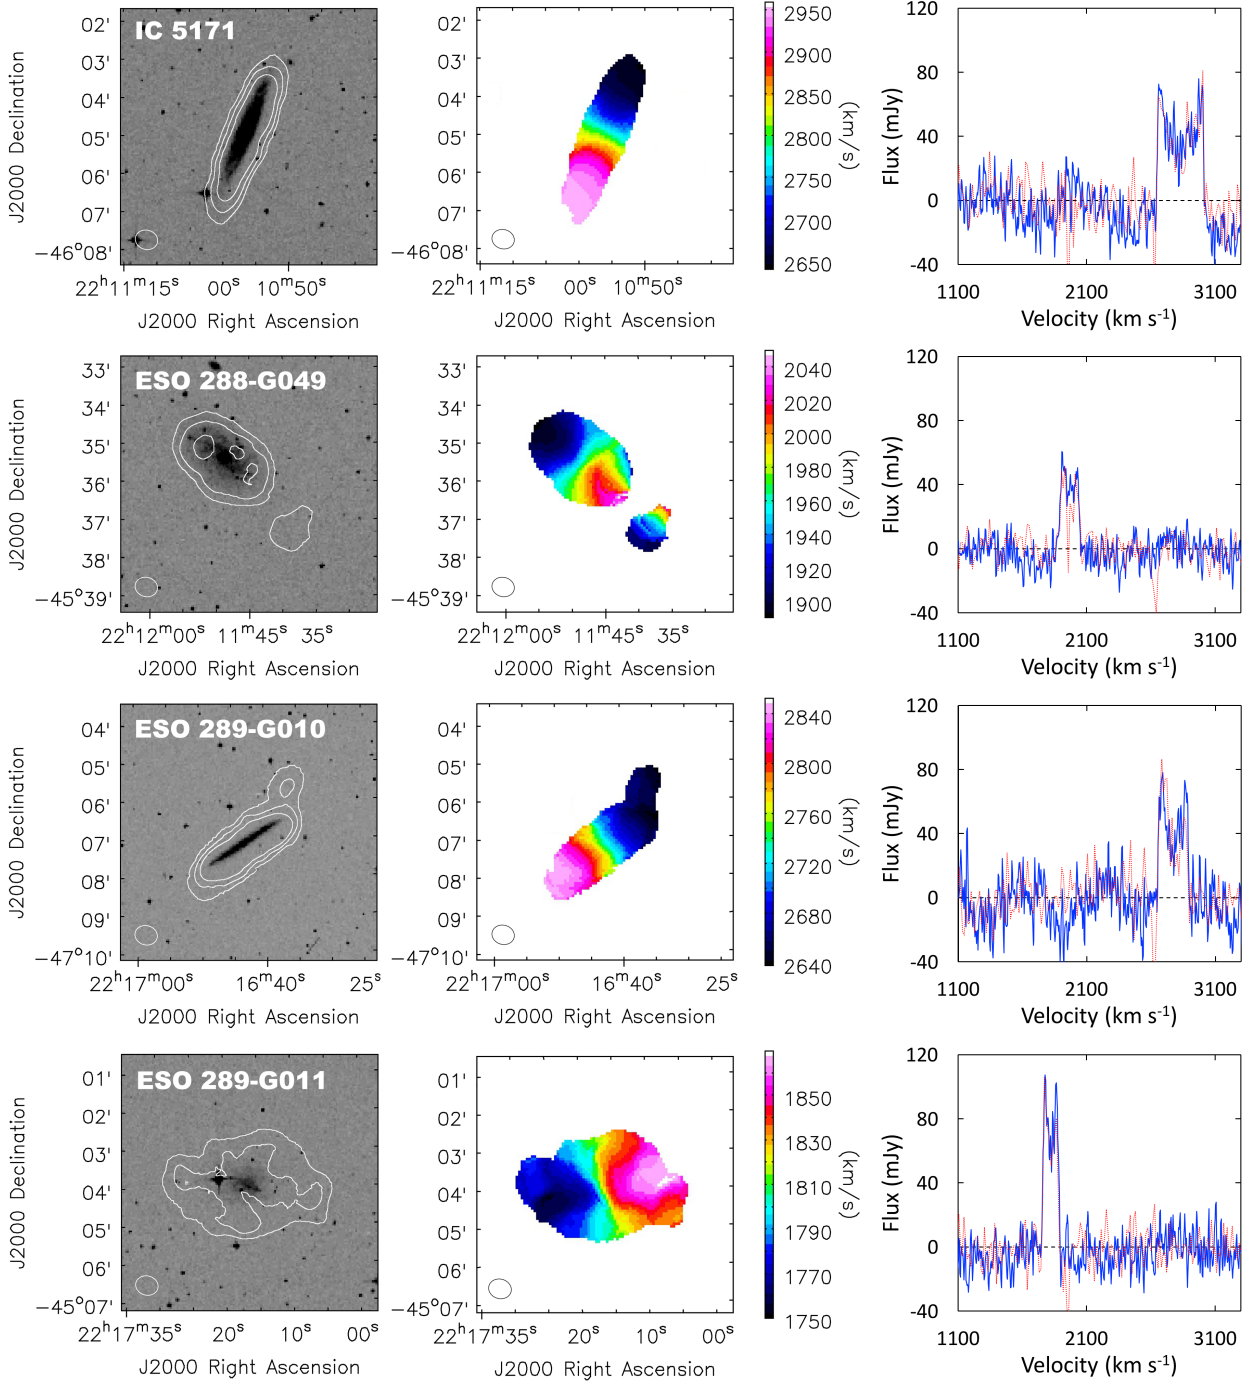 IC 5171
J2000 Declination
02'
03'
04'
05'
06'
07'
−46°08'
22ʰ11ᵐ15ˢ 00ˢ 10ᵐ50ˢ
J2000 Right Ascension
02'
03'
04'
05'
06'
07'
−46°08'
22ʰ11ᵐ15ˢ 00ˢ 10ᵐ50ˢ
J2000 Right Ascension
2950
2900
2850
2800
2750
2700
2650
(km/s)
Flux (mJy)
120
80
40
0
-40
1100 2100 3100
Velocity (km s⁻¹)
ESO 288-G049
J2000 Declination
33'
34'
35'
36'
37'
38'
−45°39'
22ʰ12ᵐ00ˢ 11ᵐ45ˢ 35ˢ
J2000 Right Ascension
33'
34'
35'
36'
37'
38'
−45°39'
22ʰ12ᵐ00ˢ 11ᵐ45ˢ 35ˢ
J2000 Right Ascension
2040
2020
2000
1980
1960
1940
1920
1900
(km/s)
Flux (mJy)
120
80
40
0
-40
1100 2100 3100
Velocity (km s⁻¹)
ESO 289-G010
J2000 Declination
04'
05'
06'
07'
08'
09'
−47°10'
22ʰ17ᵐ00ˢ 16ᵐ40ˢ 25ˢ
J2000 Right Ascension
04'
05'
06'
07'
08'
09'
−47°10'
22ʰ17ᵐ00ˢ 16ᵐ40ˢ 25ˢ
J2000 Right Ascension
2840
2800
2760
2720
2680
2640
(km/s)
Flux (mJy)
120
80
40
0
-40
1100 2100 3100
Velocity (km s⁻¹)
ESO 289-G011
J2000 Declination
01'
02'
03'
04'
05'
06'
−45°07'
22ʰ17ᵐ35ˢ 20ˢ 10ˢ 00ˢ
J2000 Right Ascension
01'
02'
03'
04'
05'
06'
−45°07'
22ʰ17ᵐ35ˢ 20ˢ 10ˢ 00ˢ
J2000 Right Ascension
1850
1830
1810
1790
1770
1750
(km/s)
Flux (mJy)
120
80
40
0
-40
1100 2100 3100
Velocity (km s⁻¹)